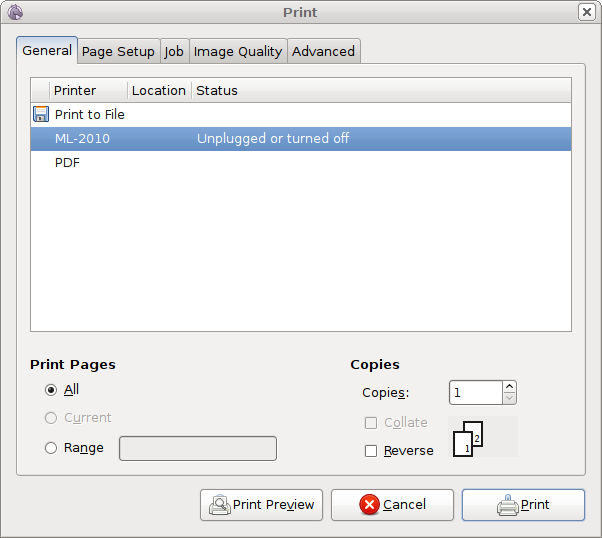 Print
General Page Setup Job Image Quality Advanced
Printer Location Status
Print to File
ML-2010 Unplugged or turned off
PDF
Print Pages Copies
All Copies: 1
Current Collate
Range Reverse 1 2
Print Preview Cancel Print